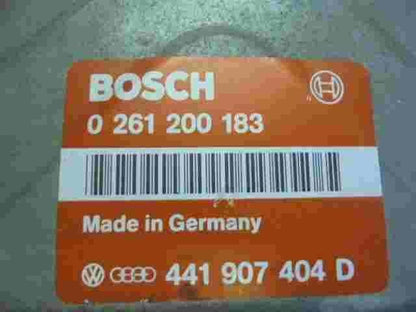 BOSCH
0 261 200 183
Made in Germany
441 907 404 D